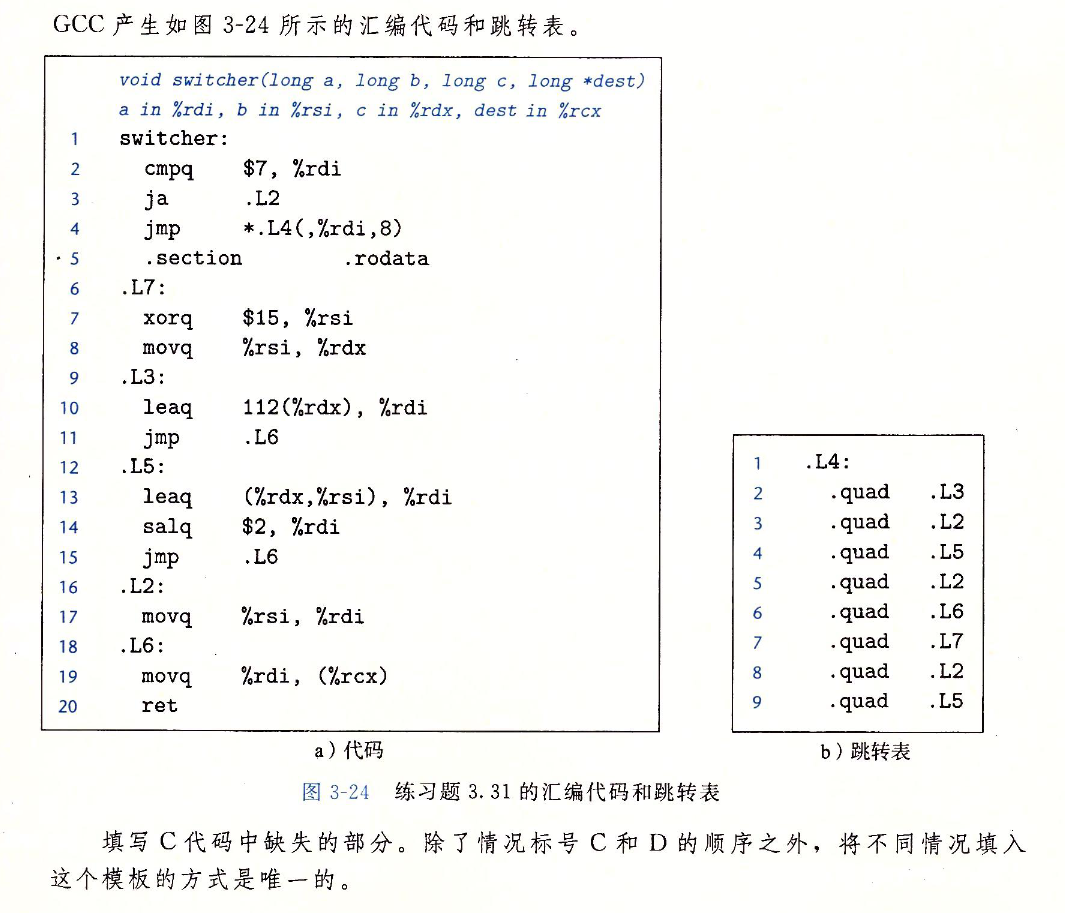 GCC 产生如图 3-24 所示的汇编代码和跳转表。
void switcher(long a, long b, long c, long *dest)
a in %rdi, b in %rsi, c in %rdx, dest in %rcx
1 switcher:
2 cmpq $7, %rdi
3 ja .L2
4 jmp *.L4(,%rdi,8)
5 .section .rodata
6 .L7:
7 xorq $15, %rsi
8 movq %rsi, %rdx
9 .L3:
10 leaq 112(%rdx), %rdi
11 jmp .L6
12 .L5:
13 leaq (%rdx,%rsi), %rdi
14 salq $2, %rdi
15 jmp .L6
16 .L2:
17 movq %rsi, %rdi
18 .L6:
19 movq %rdi, (%rcx)
20 ret
a）代码
1 .L4:
2 .quad .L3
3 .quad .L2
4 .quad .L5
5 .quad .L2
6 .quad .L6
7 .quad .L7
8 .quad .L2
9 .quad .L5
b）跳转表
图 3-24 练习题 3.31 的汇编代码和跳转表
填写 C 代码中缺失的部分。除了情况标号 C 和 D 的顺序之外，将不同情况填入
这个模板的方式是唯一的。